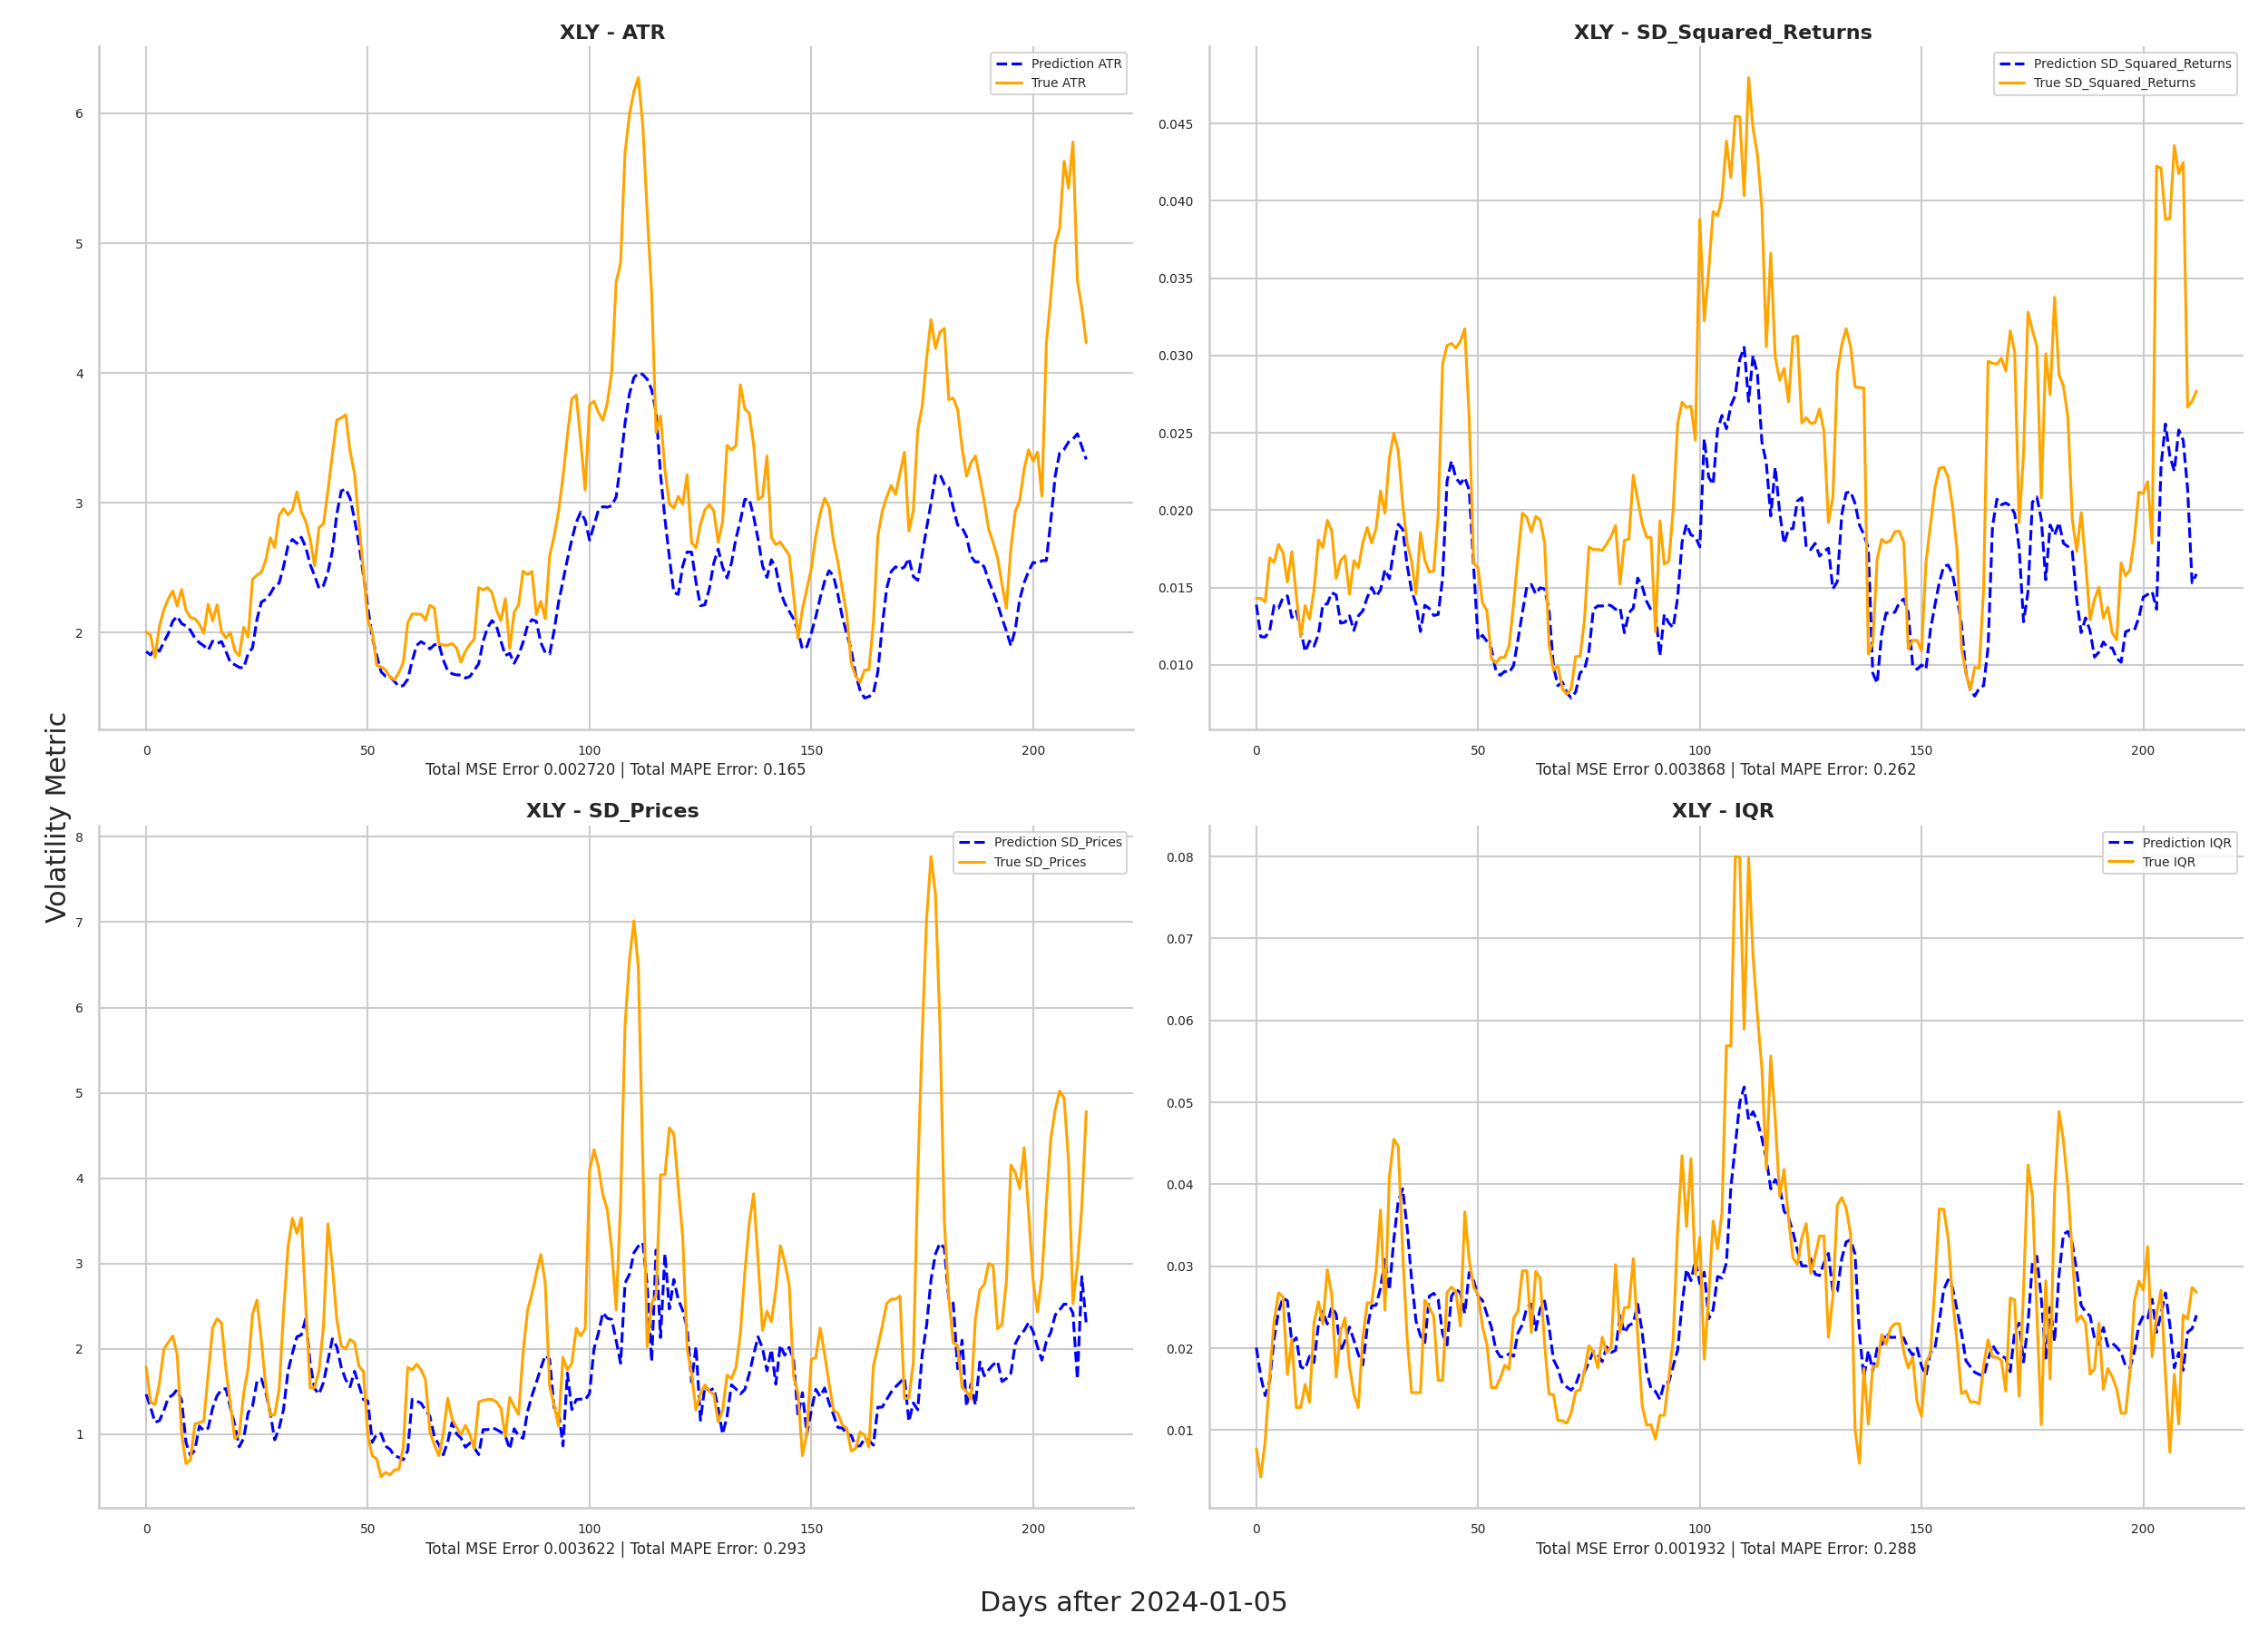 XLY - ATR
Prediction ATR
True ATR
6
5
4
3
2
0
50
100
150
200
Total MSE Error 0.002720 | Total MAPE Error: 0.165
XLY - SD_Squared_Returns
Prediction SD_Squared_Returns
True SD_Squared_Returns
0.045
0.040
0.035
0.030
0.025
0.020
0.015
0.010
0
50
100
150
200
Total MSE Error 0.003868 | Total MAPE Error: 0.262
Volatility Metric
XLY - SD_Prices
Prediction SD_Prices
True SD_Prices
8
7
6
5
4
3
2
1
0
50
100
150
200
Total MSE Error 0.003622 | Total MAPE Error: 0.293
XLY - IQR
Prediction IQR
True IQR
0.08
0.07
0.06
0.05
0.04
0.03
0.02
0.01
0
50
100
150
200
Total MSE Error 0.001932 | Total MAPE Error: 0.288
Days after 2024-01-05